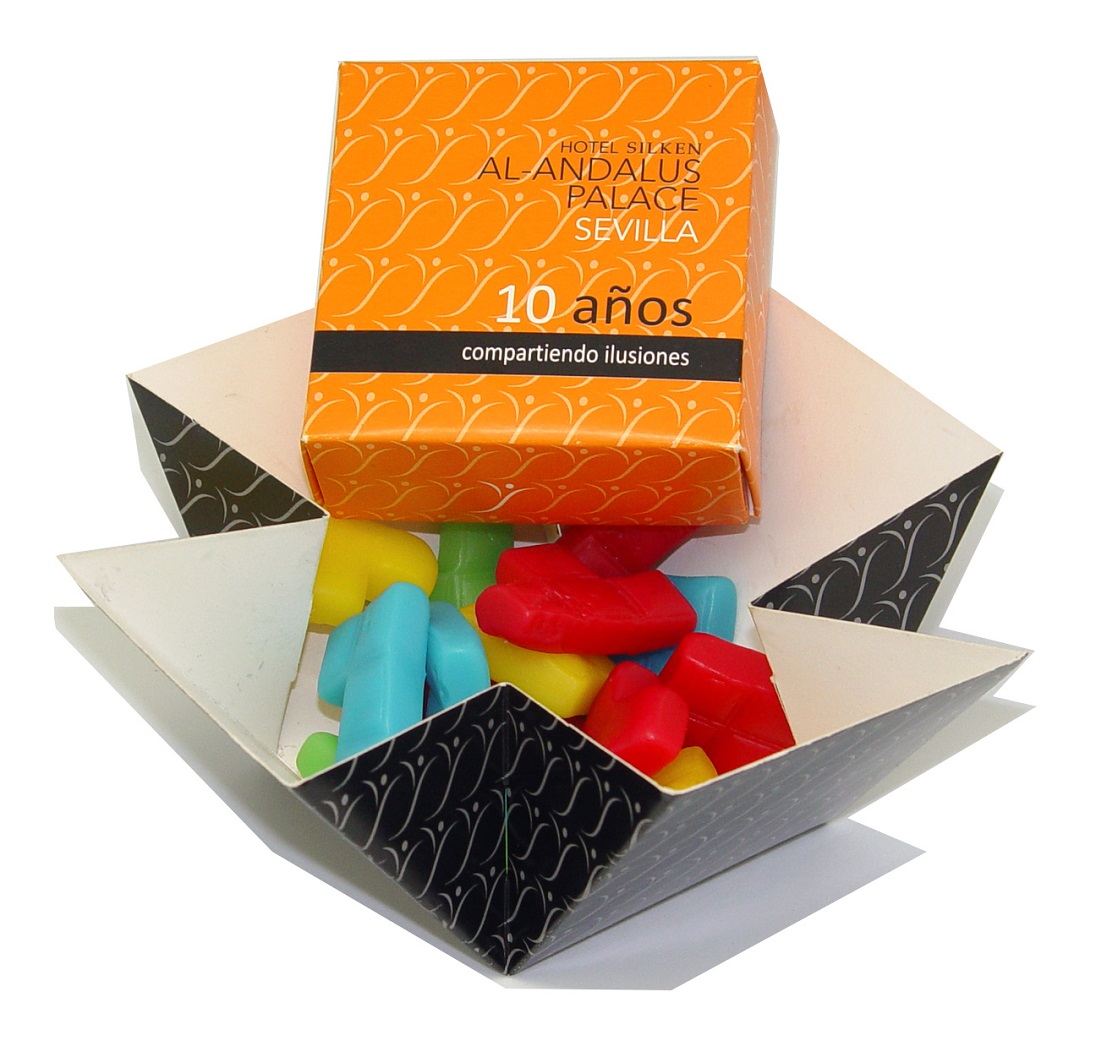 HOTEL SILKEN
AL-ANDALUS
PALACE
SEVILLA
10 años
compartiendo ilusiones